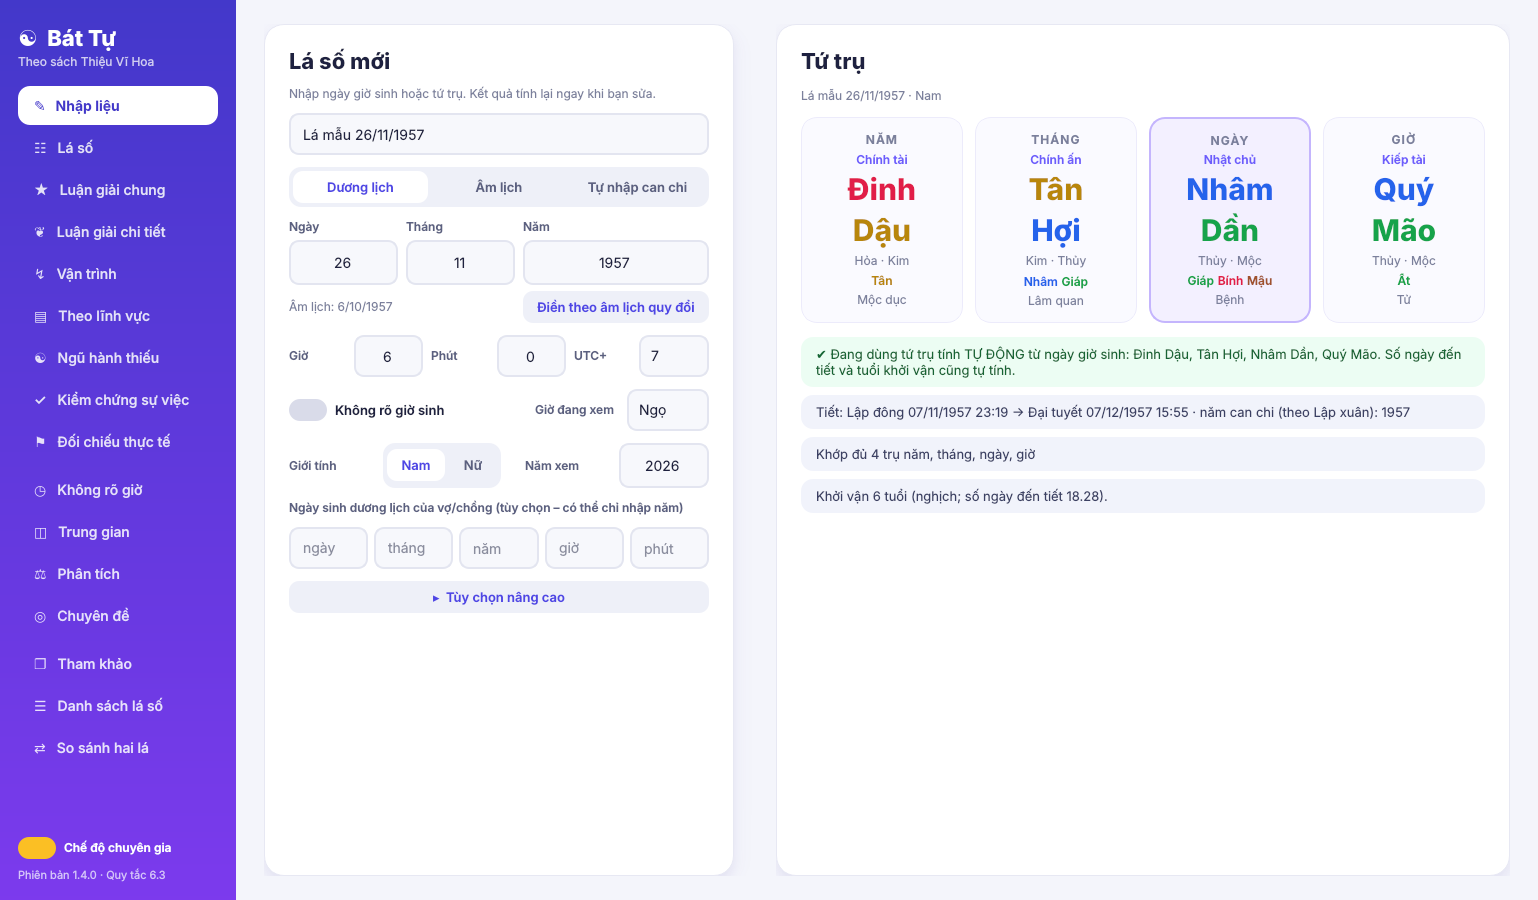 ☯ Bát Tự
Theo sách Thiệu Vĩ Hoa
✎ Nhập liệu
☷ Lá số
★ Luận giải chung
❦ Luận giải chi tiết
↯ Vận trình
▤ Theo lĩnh vực
☯ Ngũ hành thiếu
✓ Kiểm chứng sự việc
⚑ Đối chiếu thực tế
◷ Không rõ giờ
◫ Trung gian
⚖ Phân tích
◎ Chuyên đề
❐ Tham khảo
☰ Danh sách lá số
⇄ So sánh hai lá
Chế độ chuyên gia
Phiên bản 1.4.0 · Quy tắc 6.3
Lá số mới
Nhập ngày giờ sinh hoặc tứ trụ. Kết quả tính lại ngay khi bạn sửa.
Lá mẫu 26/11/1957
Dương lịch Âm lịch Tự nhập can chi
Ngày Tháng Năm
26 11 1957
Âm lịch: 6/10/1957 Điền theo âm lịch quy đổi
Giờ 6 Phút 0 UTC+ 7
Không rõ giờ sinh Giờ đang xem Ngọ
Giới tính Nam Nữ Năm xem 2026
Ngày sinh dương lịch của vợ/chồng (tùy chọn – có thể chỉ nhập năm)
ngày tháng năm giờ phút
▸ Tùy chọn nâng cao
Tứ trụ
Lá mẫu 26/11/1957 · Nam
NĂM THÁNG NGÀY GIỜ
Chính tài Chính ấn Nhật chủ Kiếp tài
Đinh Tân Nhâm Quý
Dậu Hợi Dần Mão
Hỏa · Kim Kim · Thủy Thủy · Mộc Thủy · Mộc
Tân Nhâm Giáp Giáp Bính Mậu Ất
Mộc dục Lâm quan Bệnh Tử
✔ Đang dùng tứ trụ tính TỰ ĐỘNG từ ngày giờ sinh: Đinh Dậu, Tân Hợi, Nhâm Dần, Quý Mão. Số ngày đến
tiết và tuổi khởi vận cũng tự tính.
Tiết: Lập đông 07/11/1957 23:19 → Đại tuyết 07/12/1957 15:55 · năm can chi (theo Lập xuân): 1957
Khớp đủ 4 trụ năm, tháng, ngày, giờ
Khởi vận 6 tuổi (nghịch; số ngày đến tiết 18.28).